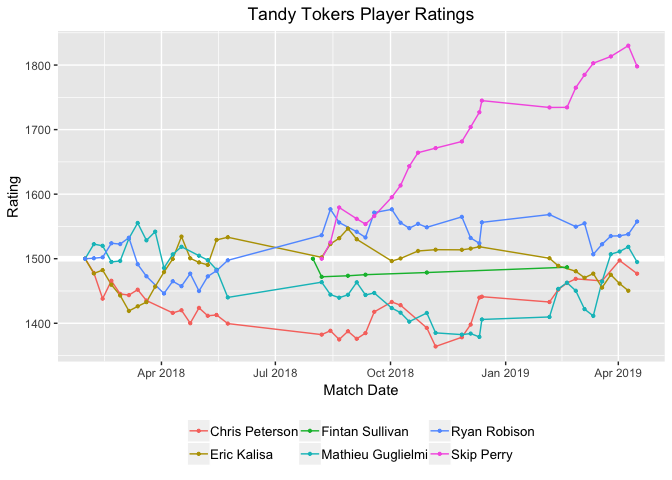 Tandy Tokers Player Ratings
Rating
1800
1700
1600
1500
1400
Apr 2018 Jul 2018 Oct 2018 Jan 2019 Apr 2019
Match Date
Chris Peterson Fintan Sullivan Ryan Robison
Eric Kalisa Mathieu Guglielmi Skip Perry